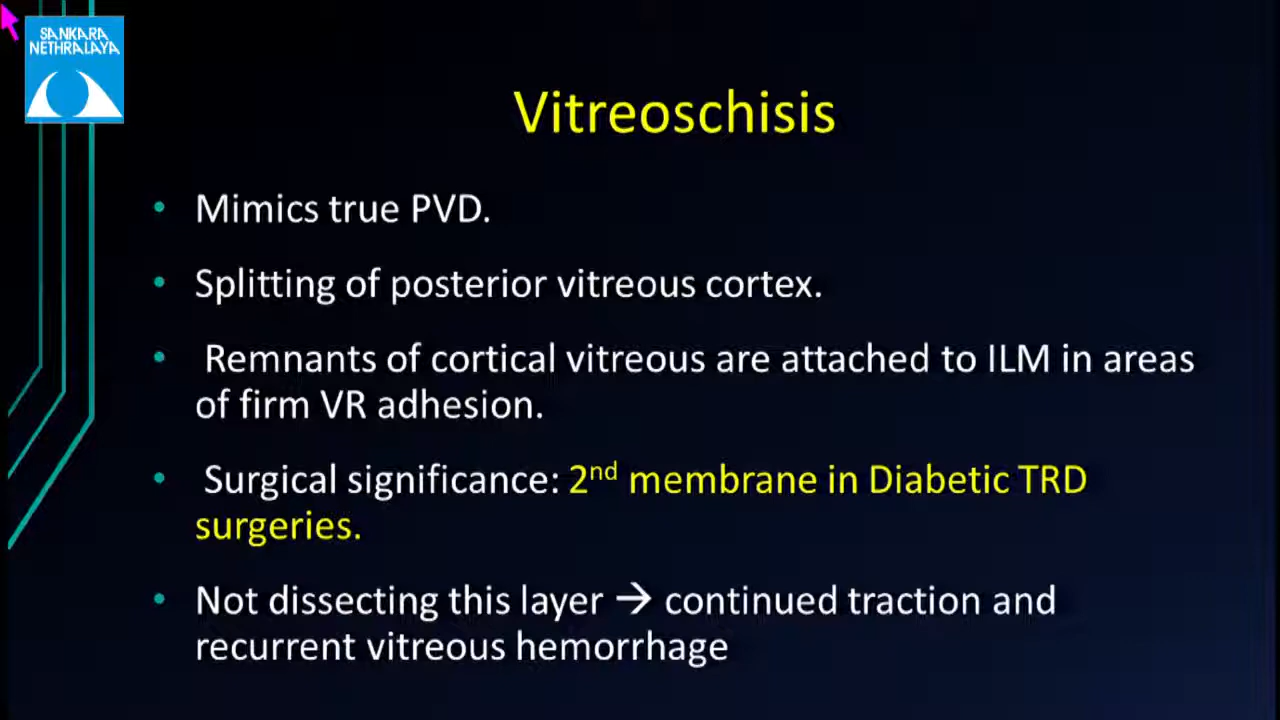 SANKARA
NETHRALAYA
Vitreoschisis
• Mimics true PVD.
• Splitting of posterior vitreous cortex.
• Remnants of cortical vitreous are attached to ILM in areas
of firm VR adhesion.
• Surgical significance: 2nd membrane in Diabetic TRD
surgeries.
• Not dissecting this layer → continued traction and
recurrent vitreous hemorrhage